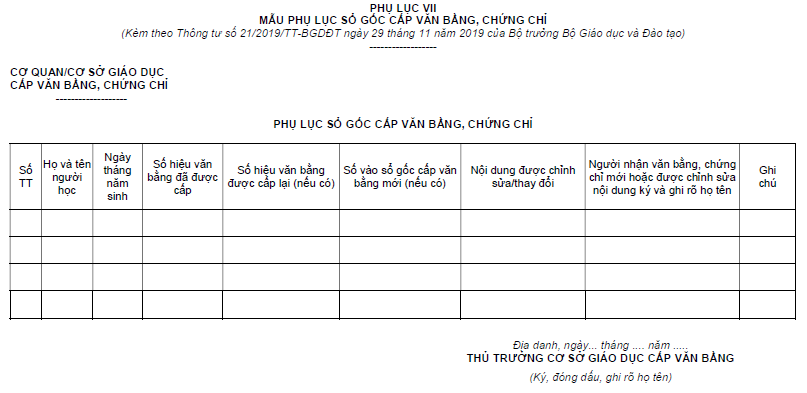 PHỤ LỤC VII
MẪU PHỤ LỤC SỔ GỐC CẤP VĂN BẰNG, CHỨNG CHỈ
(Kèm theo Thông tư số 21/2019/TT-BGDĐT ngày 29 tháng 11 năm 2019 của Bộ trưởng Bộ Giáo dục và Đào tạo)
------------------
CƠ QUAN/CƠ SỞ GIÁO DỤC
CẤP VĂN BẰNG, CHỨNG CHỈ
-------------------
PHỤ LỤC SỔ GỐC CẤP VĂN BẰNG, CHỨNG CHỈ
Số
TT
Họ và tên
người
học
Ngày
tháng
năm
sinh
Số hiệu văn
bằng đã được
cấp
Số hiệu văn bằng
được cấp lại (nếu có)
Số vào sổ gốc cấp văn
bằng mới (nếu có)
Nội dung được chỉnh
sửa/thay đổi
Người nhận văn bằng, chứng
chỉ mới hoặc được chỉnh sửa
nội dung ký và ghi rõ họ tên
Ghi
chú
Địa danh, ngày... tháng .... năm .....
THỦ TRƯỞNG CƠ SỞ GIÁO DỤC CẤP VĂN BẰNG
(Ký, đóng dấu, ghi rõ họ tên)